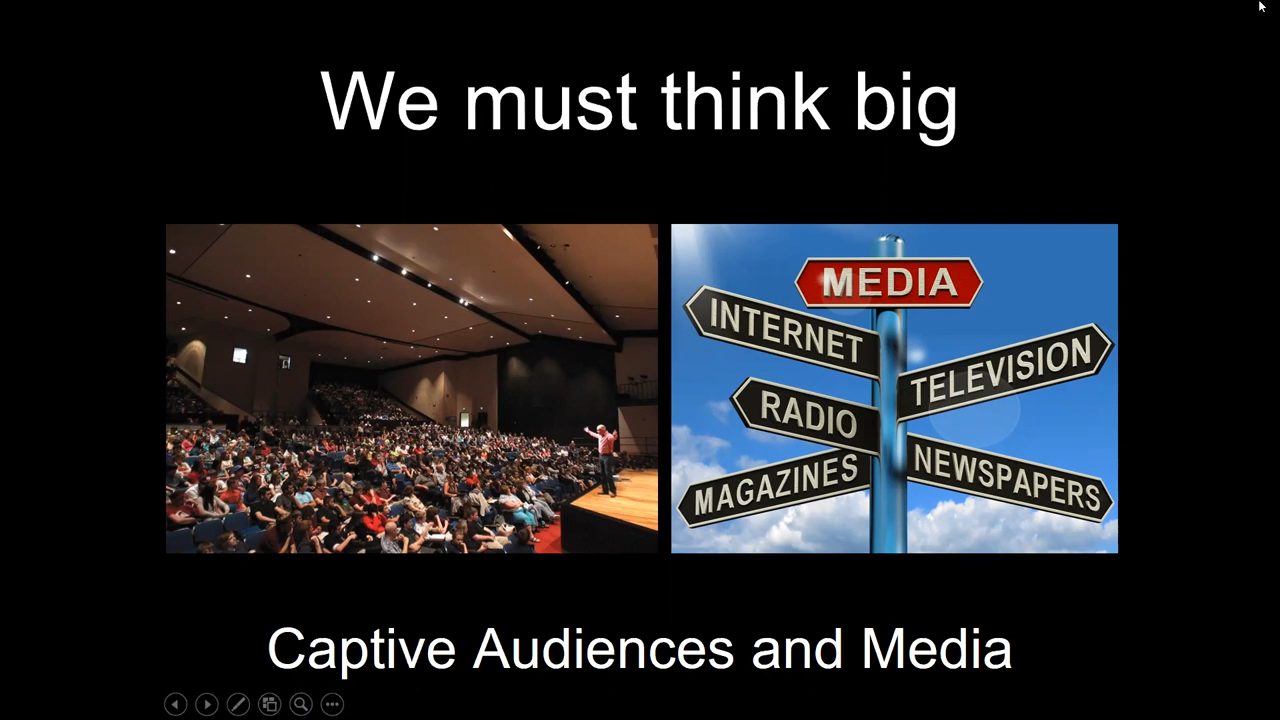 We must think big
MEDIA
INTERNET
TELEVISION
RADIO
NEWSPAPERS
MAGAZINES
Captive Audiences and Media